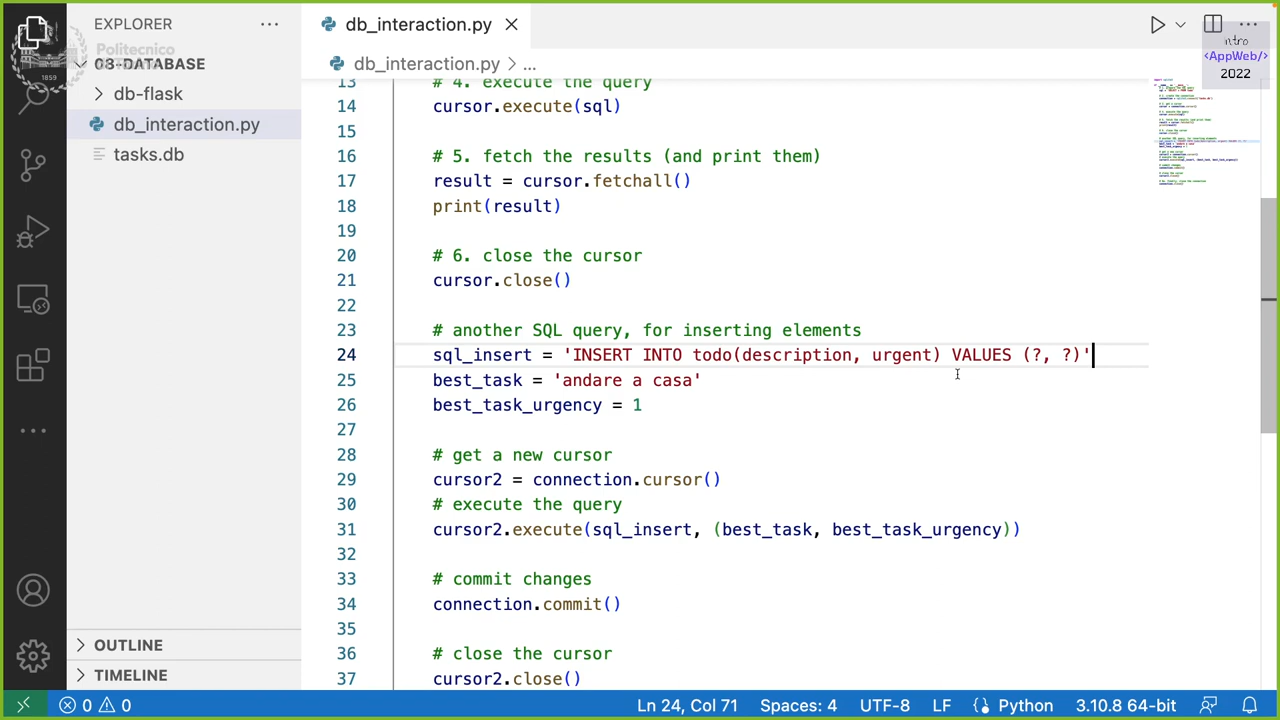 EXPLORER
db_interaction.py
Politecnico
1859
08-DATABASE
db-flask
db_interaction.py
tasks.db
OUTLINE
TIMELINE
db_interaction.py > ...
<AppWeb/>
2022
13 # 4. execute the query
14 cursor.execute(sql)
15
16 # 5. fetch the results (and print them)
17 result = cursor.fetchall()
18 print(result)
19
20 # 6. close the cursor
21 cursor.close()
22
23 # another SQL query, for inserting elements
24 sql_insert = 'INSERT INTO todo(description, urgent) VALUES (?, ?)'
25 best_task = 'andare a casa'
26 best_task_urgency = 1
27
28 # get a new cursor
29 cursor2 = connection.cursor()
30 # execute the query
31 cursor2.execute(sql_insert, (best_task, best_task_urgency))
32
33 # commit changes
34 connection.commit()
35
36 # close the cursor
37 cursor2.close()
0 0 Ln 24, Col 71 Spaces: 4 UTF-8 LF Python 3.10.8 64-bit